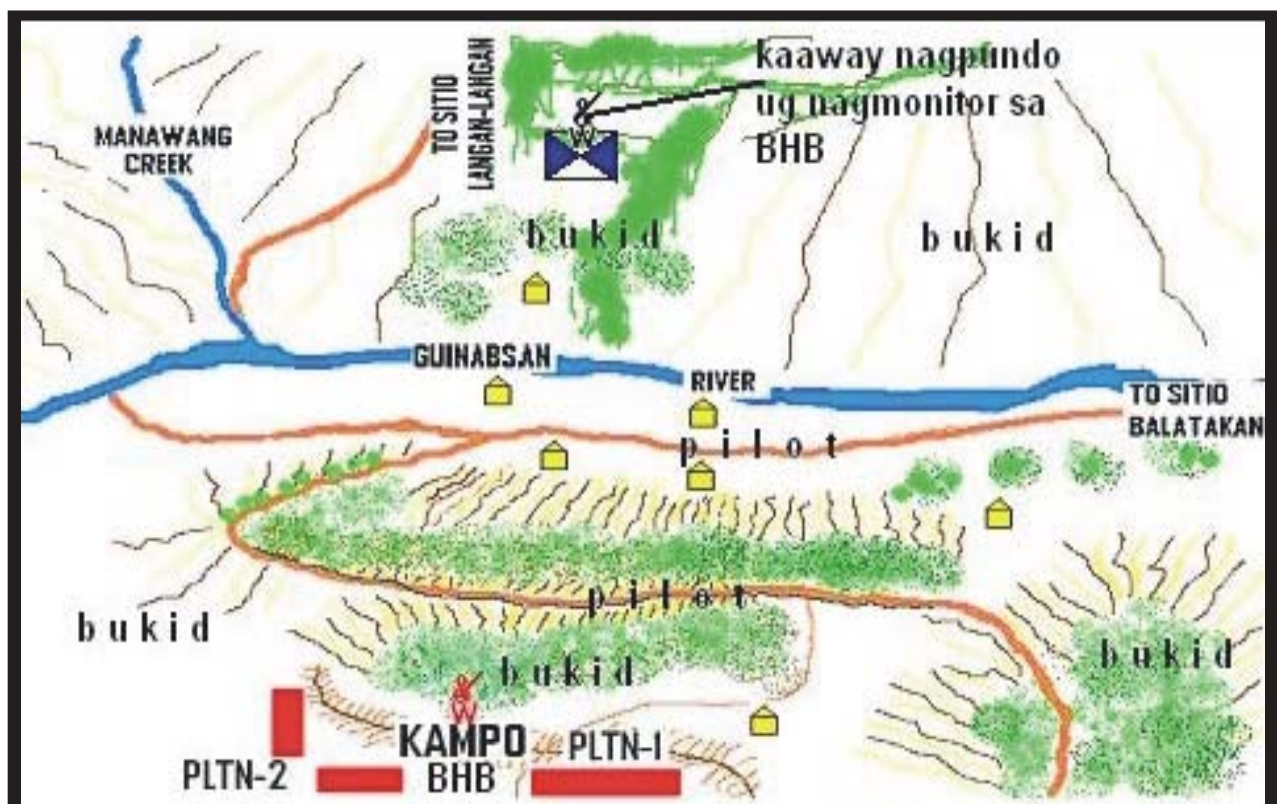 kaaway nagpundo
ug nagmonitor sa
BHB
TO SITIO
LANGAN-LANGAN
MANAWANG
CREEK
W
bukid
bukid
GUINABSAN
RIVER
TO SITIO
BALATAKAN
pilot
pilot
bukid
bukid
bukid
W
KAMPO
BHB
PLTN-1
PLTN-2